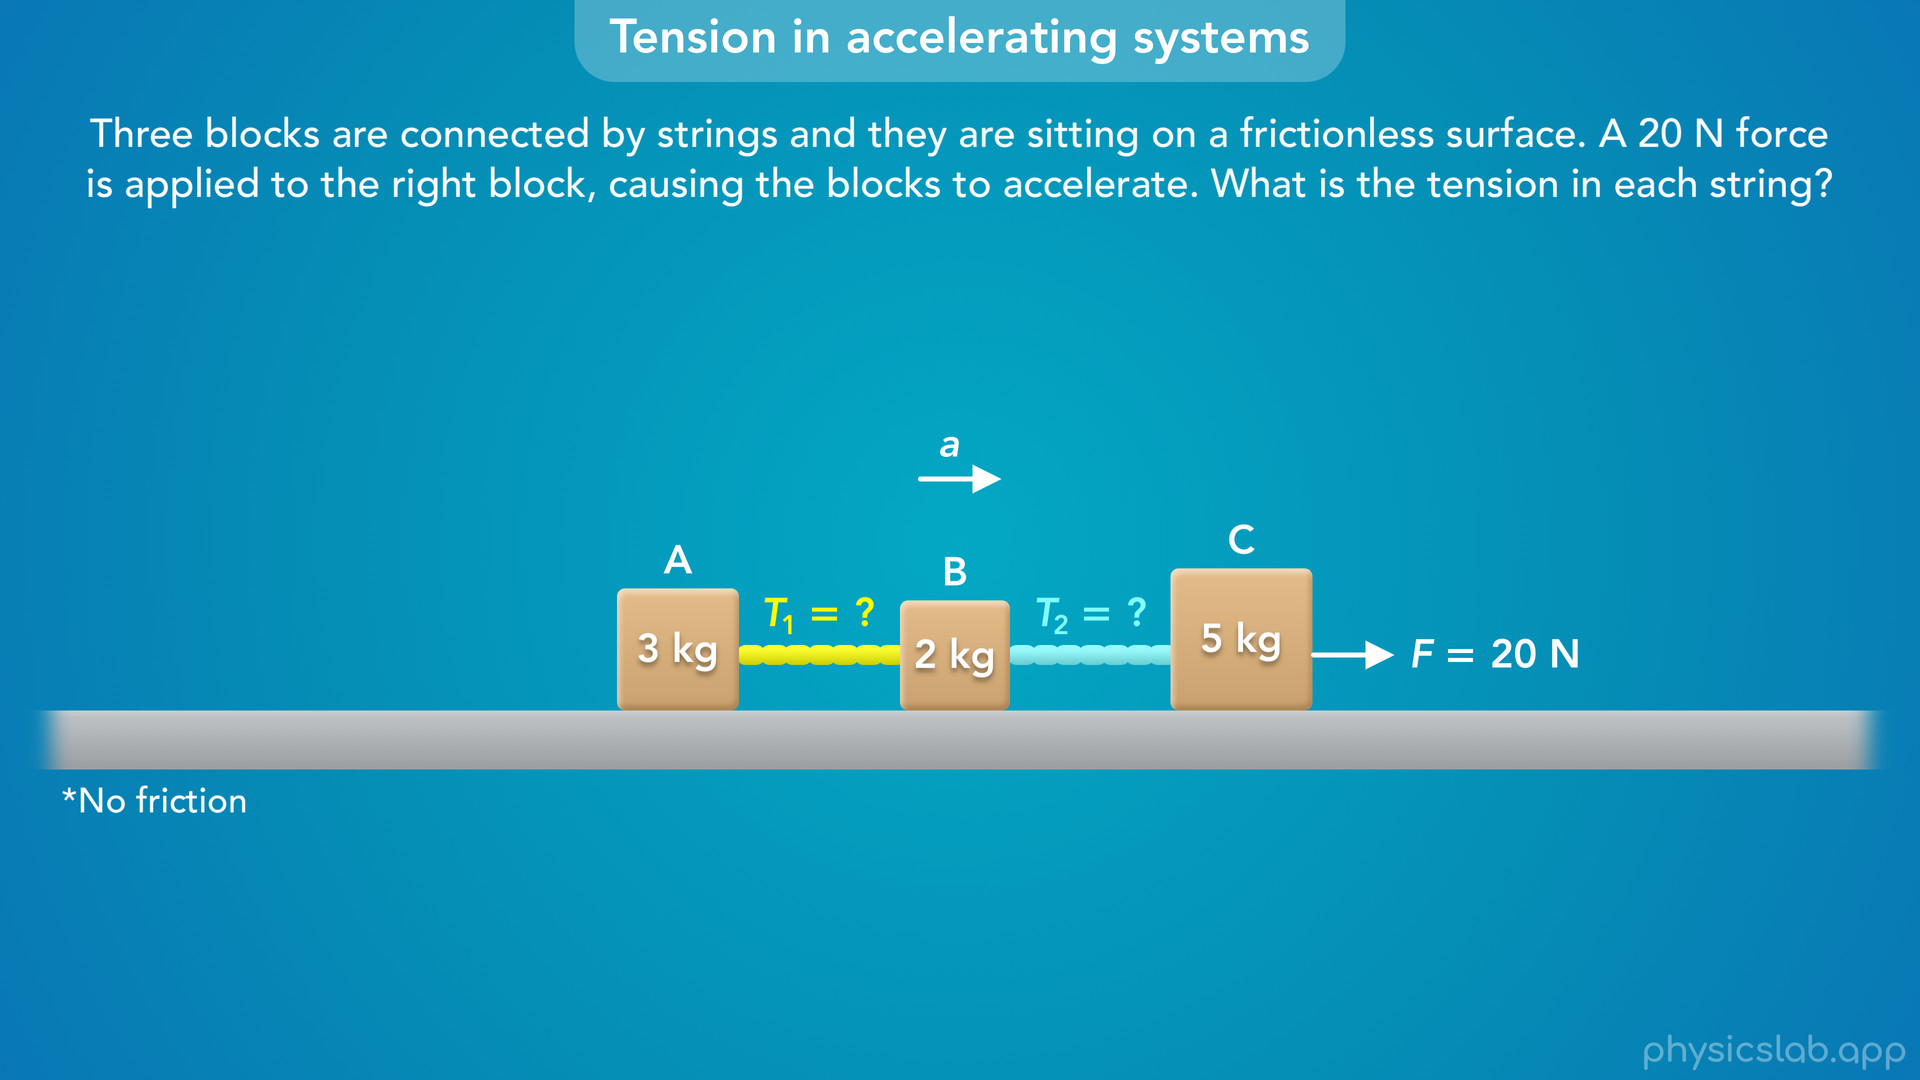 Tension in accelerating systems
Three blocks are connected by strings and they are sitting on a frictionless surface. A 20 N force
is applied to the right block, causing the blocks to accelerate. What is the tension in each string?
a
A
B
C
T₁ = ?
T₂ = ?
3 kg
2 kg
5 kg
F = 20 N
*No friction
physicslab.app